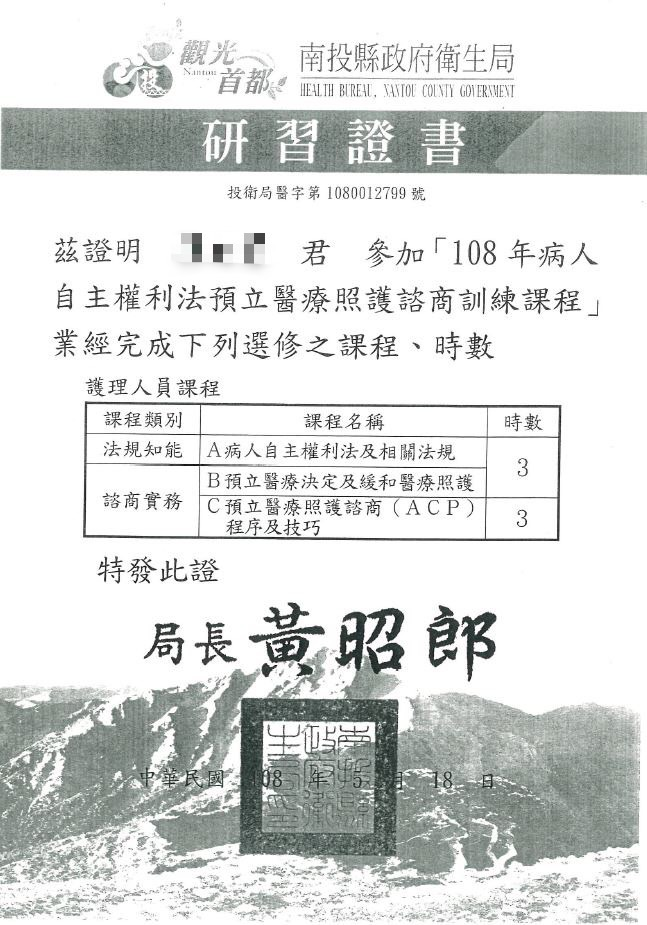 觀光
Nantou
首都
南投縣政府衛生局
HEALTH BUREAU, NANTOU COUNTY GOVERNMENT
研習證書
投衛局醫字第 1080012799 號
茲證明 君 參加「108 年病人
自主權利法預立醫療照護諮商訓練課程」
業經完成下列選修之課程、時數
護理人員課程
課程類別 課程名稱 時數
法規知能 A病人自主權利法及相關法規 3
諮商實務 B預立醫療決定及緩和醫療照護
C預立醫療照護諮商(ACP) 3
程序及技巧
特發此證
局長 黃昭郎
中華民國 108 年 5 月 18 日